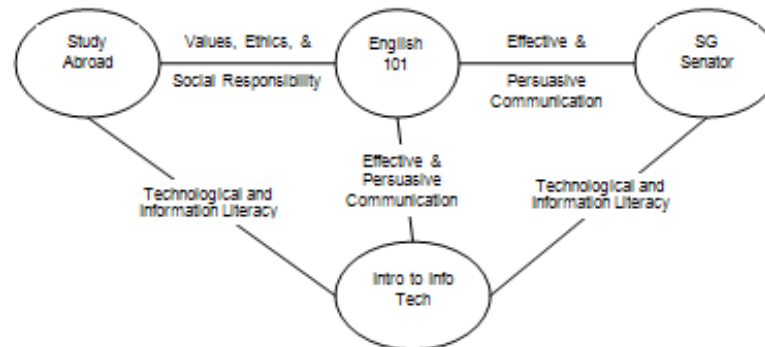 Study
Abroad
Values, Ethics, &
Social Responsibility
English
101
Effective &
Persuasive
Communication
SG
Senator
Effective &
Persuasive
Communication
Technological and
Information Literacy
Technological and
Information Literacy
Intro to Info
Tech